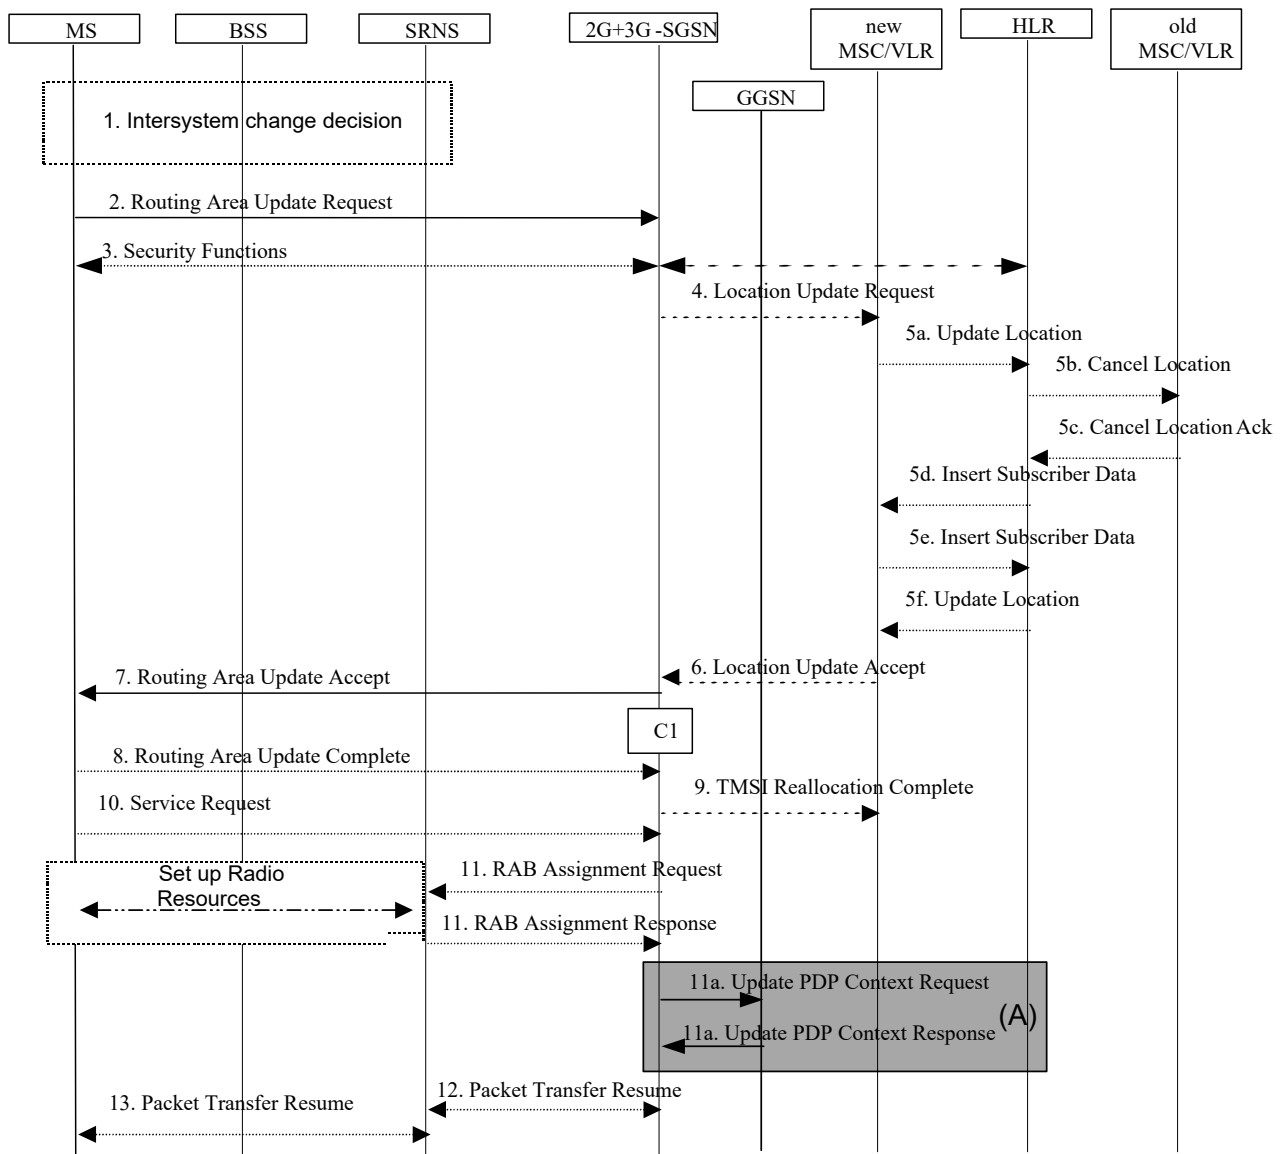 MS
BSS
SRNS
2G+3G -SGSN
new
MSC/VLR
HLR
old
MSC/VLR
GGSN
1. Intersystem change decision
2. Routing Area Update Request
3. Security Functions
4. Location Update Request
5a. Update Location
5b. Cancel Location
5c. Cancel Location Ack
5d. Insert Subscriber Data
5e. Insert Subscriber Data
5f. Update Location
6. Location Update Accept
7. Routing Area Update Accept
C1
8. Routing Area Update Complete
9. TMSI Reallocation Complete
10. Service Request
11. RAB Assignment Request
Set up Radio
Resources
11. RAB Assignment Response
11a. Update PDP Context Request
(A)
11a. Update PDP Context Response
12. Packet Transfer Resume
13. Packet Transfer Resume